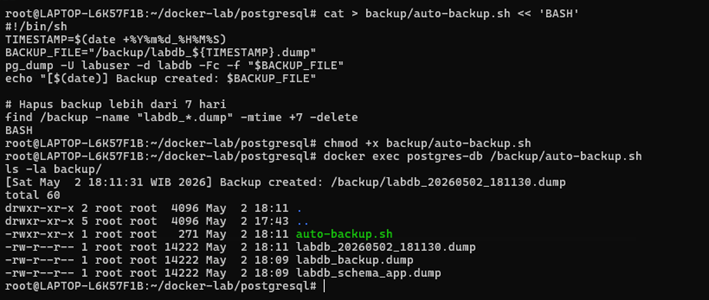 root@LAPTOP-L6K57F1B:~/docker-lab/postgresql# cat > backup/auto-backup.sh << 'BASH'
#!/bin/sh
TIMESTAMP=$(date +%Y%m%d_%H%M%S)
BACKUP_FILE="/backup/labdb_${TIMESTAMP}.dump"
pg_dump -U labuser -d labdb -Fc -f "$BACKUP_FILE"
echo "[$(date)] Backup created: $BACKUP_FILE"

# Hapus backup lebih dari 7 hari
find /backup -name "labdb_*.dump" -mtime +7 -delete
BASH
root@LAPTOP-L6K57F1B:~/docker-lab/postgresql# chmod +x backup/auto-backup.sh
root@LAPTOP-L6K57F1B:~/docker-lab/postgresql# docker exec postgres-db /backup/auto-backup.sh
ls -la backup/
[Sat May  2 18:11:31 WIB 2026] Backup created: /backup/labdb_20260502_181130.dump
total 60
drwxr-xr-x 2 root root  4096 May  2 18:11 .
drwxr-xr-x 5 root root  4096 May  2 17:43 ..
-rwxr-xr-x 1 root root   271 May  2 18:11 auto-backup.sh
-rw-r--r-- 1 root root 14222 May  2 18:11 labdb_20260502_181130.dump
-rw-r--r-- 1 root root 14222 May  2 18:09 labdb_backup.dump
-rw-r--r-- 1 root root 14222 May  2 18:09 labdb_schema_app.dump
root@LAPTOP-L6K57F1B:~/docker-lab/postgresql#